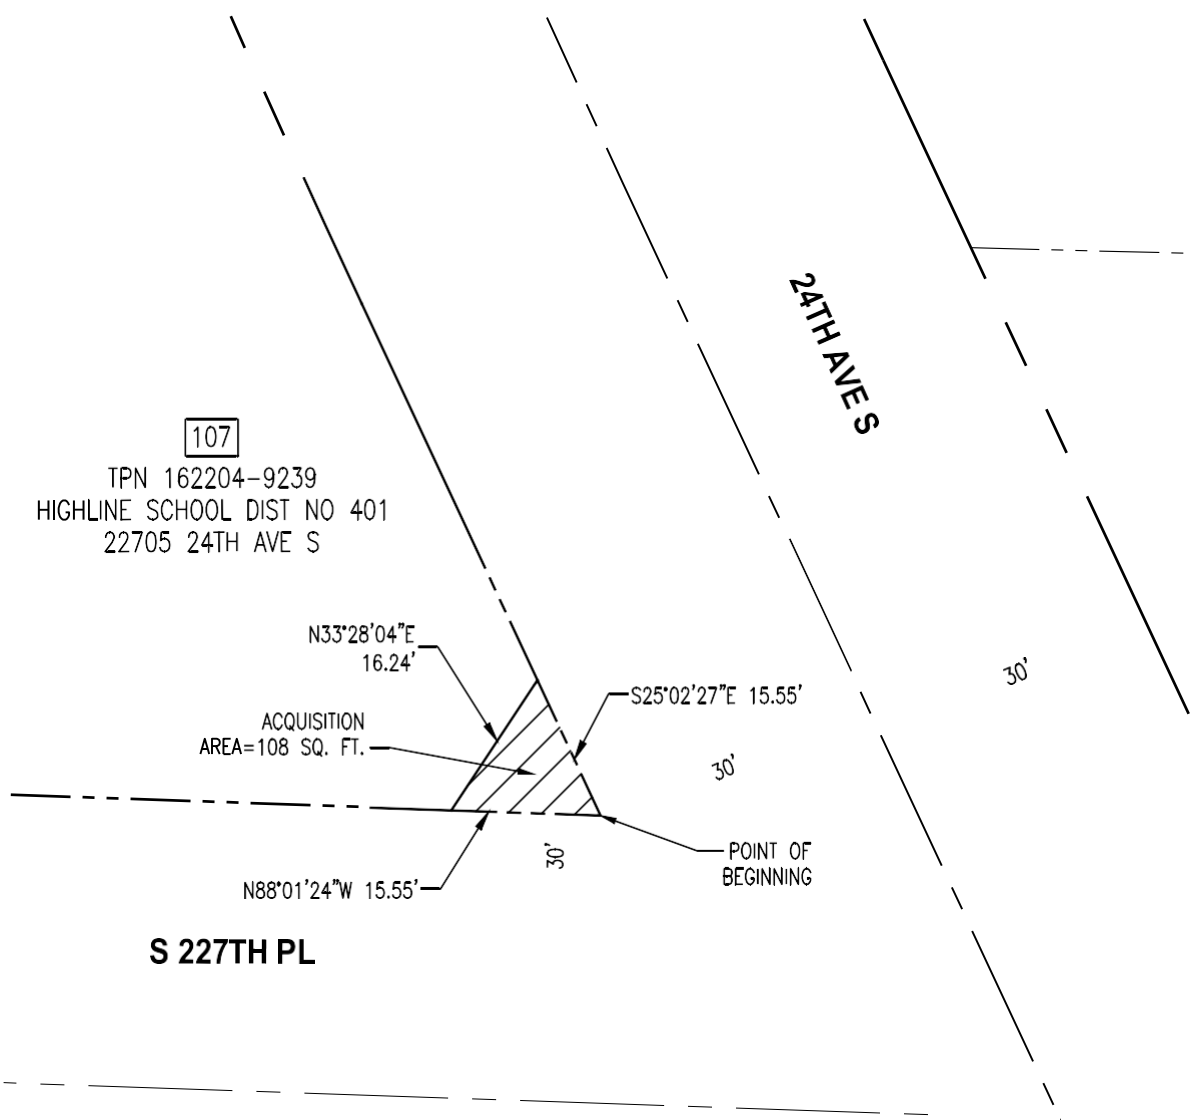 24TH AVE S
107
TPN 162204-9239
HIGHLINE SCHOOL DIST NO 401
22705 24TH AVE S
N33°28'04"E
16.24'
S25°02'27"E 15.55'
30'
ACQUISITION
AREA=108 SQ. FT.
30'
30'
POINT OF
BEGINNING
N88°01'24"W 15.55'
S 227TH PL